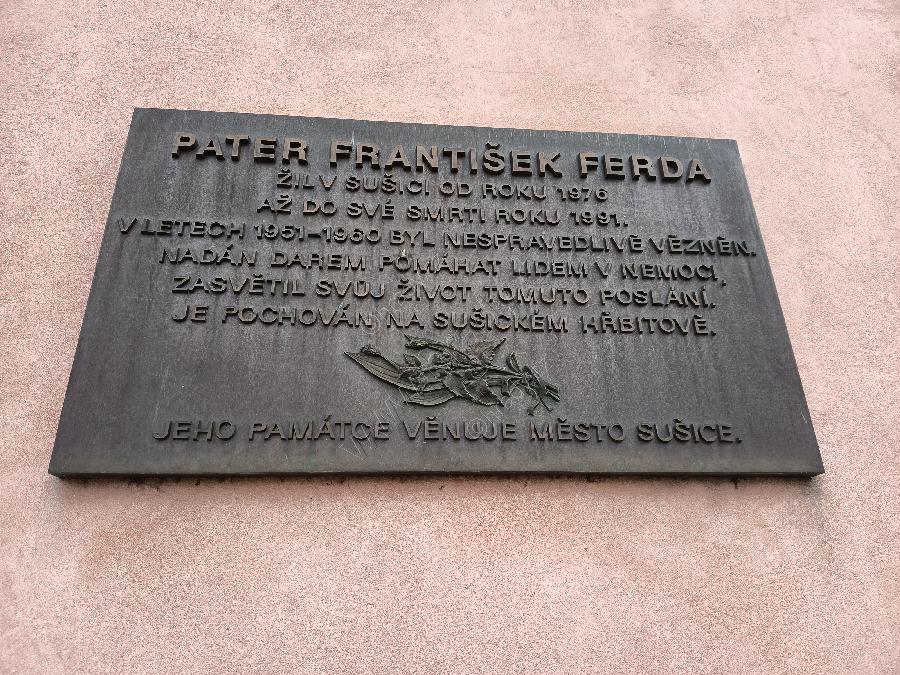 PATER FRANTIŠEK FERDA
ŽIL V SUŠICI OD ROKU 1976
AŽ DO SVÉ SMRTI ROKU 1991.
V LETECH 1951–1960 BYL NESPRAVEDLIVĚ VĚZNĚN.
NADÁN DAREM POMÁHAT LIDEM V NEMOCI,
ZASVĚTIL SVŮJ ŽIVOT TOMUTO POSLÁNÍ.
JE POCHOVÁN NA SUŠICKÉM HŘBITOVĚ.
JEHO PAMÁTCE VĚNUJE MĚSTO SUŠICE.